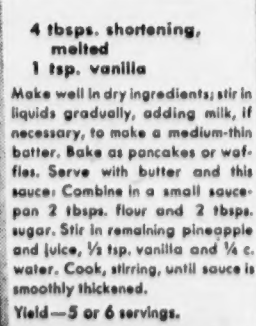 4 tbsps. shortening,
melted
1 tsp. vanilla
Make well in dry ingredients; stir in
liquids gradually, adding milk, if
necessary, to make a medium-thin
batter. Bake as pancakes or waf-
fles. Serve with butter and this
sauce: Combine in a small sauce-
pan 2 tbsps. flour and 2 tbsps.
sugar. Stir in remaining pineapple
and juice, ½ tsp. vanilla and ¼ c.
water. Cook, stirring, until sauce is
smoothly thickened.
Yield—5 or 6 servings.